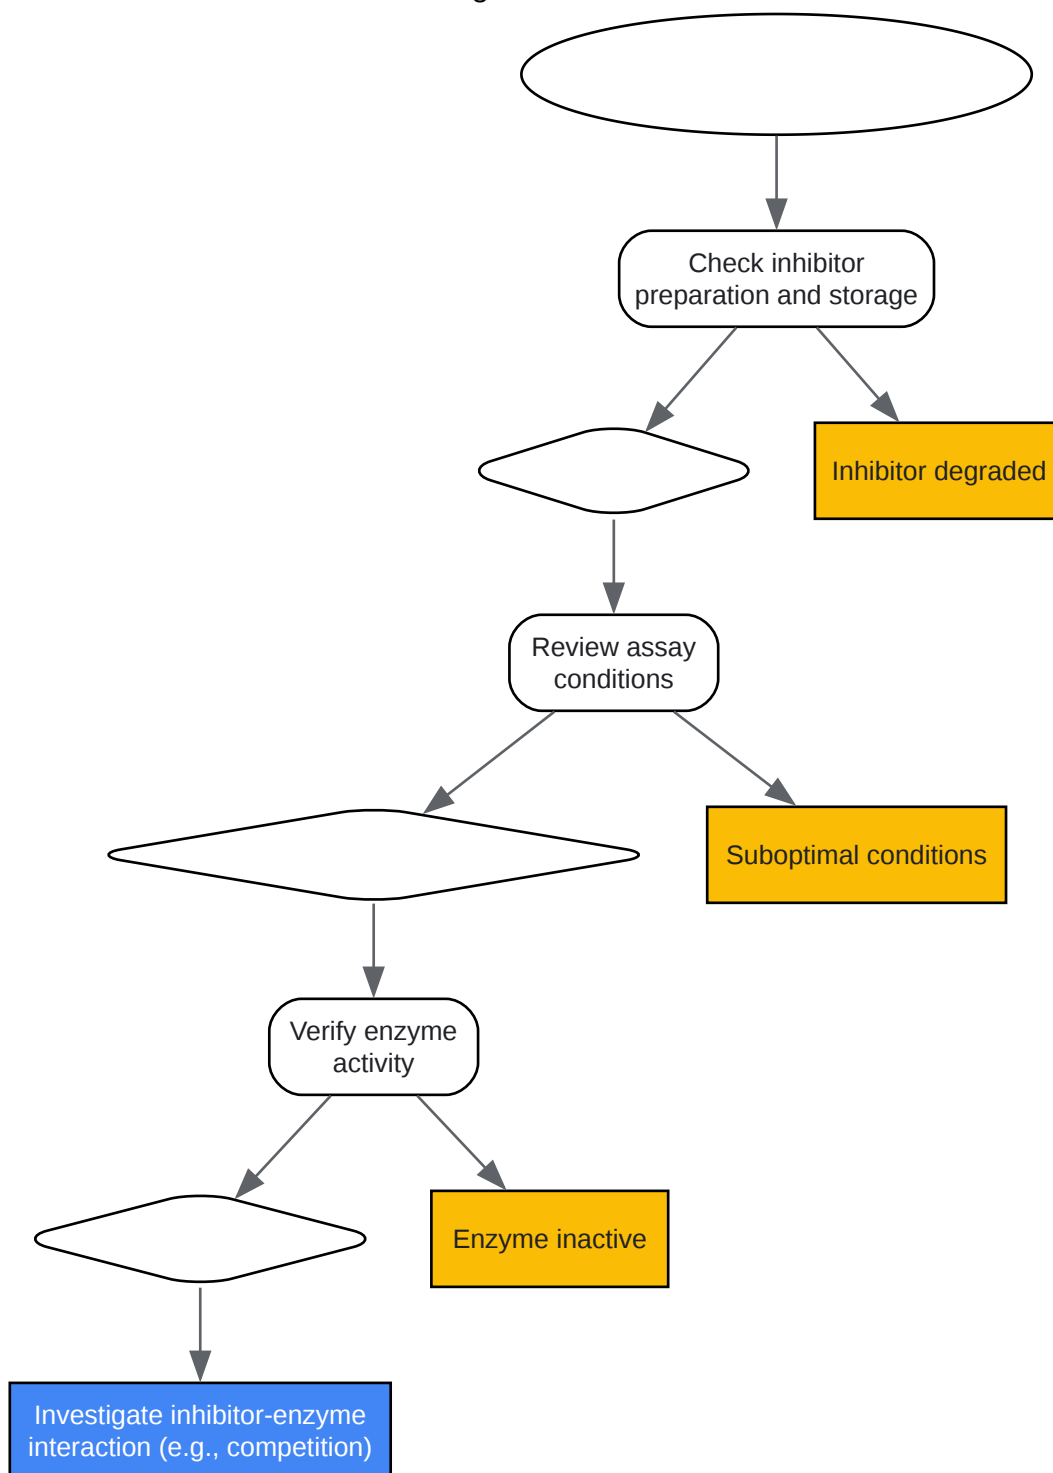 Check inhibitor
preparation and storage
Inhibitor degraded
Review assay
conditions
Suboptimal conditions
Verify enzyme
activity
Enzyme inactive
Investigate inhibitor-enzyme
interaction (e.g., competition)